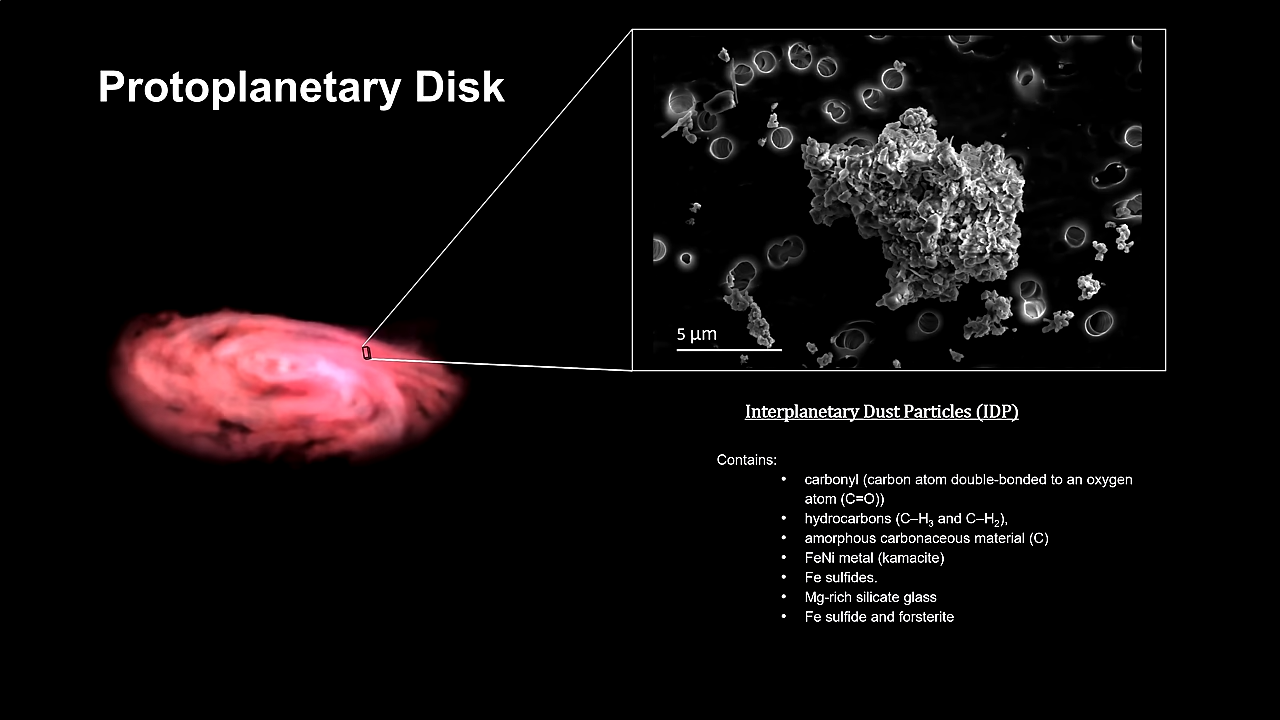 Protoplanetary Disk
5 µm
Interplanetary Dust Particles (IDP)
Contains:
• carbonyl (carbon atom double-bonded to an oxygen
atom (C=O))
• hydrocarbons (C–H₃ and C–H₂),
• amorphous carbonaceous material (C)
• FeNi metal (kamacite)
• Fe sulfides.
• Mg-rich silicate glass
• Fe sulfide and forsterite